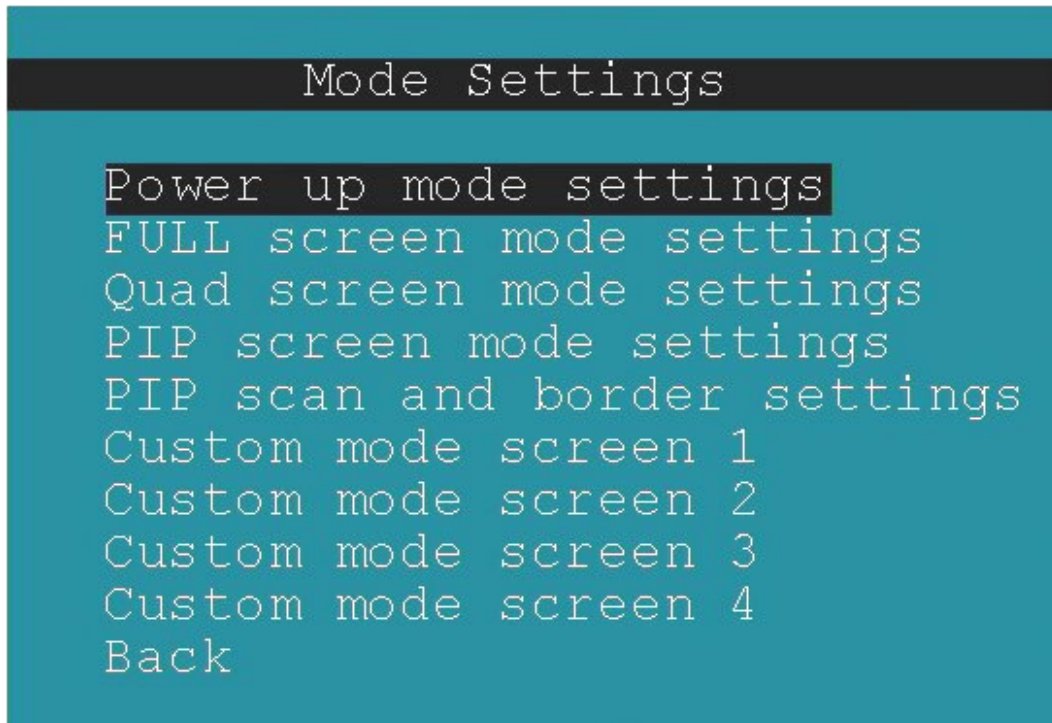 Mode Settings
Power up mode settings
FULL screen mode settings
Quad screen mode settings
PIP screen mode settings
PIP scan and border settings
Custom mode screen 1
Custom mode screen 2
Custom mode screen 3
Custom mode screen 4
Back